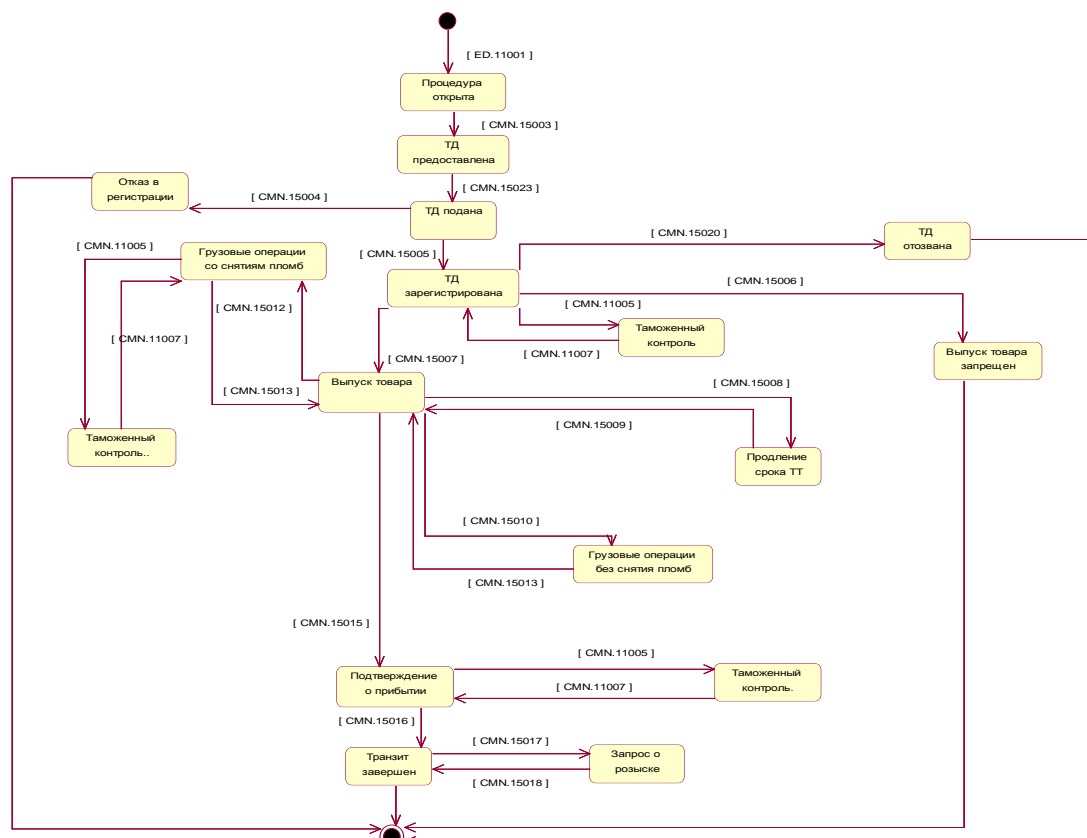 [ ED.11001 ]
Процедура
открыта
[ CMN.15003 ]
ТД
предоставлена
[ CMN.15023 ]
Отказ в
регистрации
[ CMN.15004 ]
ТД подана
[ CMN.15005 ]
[ CMN.15020 ]
ТД
отозвана
[ CMN.11005 ]
Грузовые операции
со снятиям пломб
ТД
зарегистрирована
[ CMN.15006 ]
[ CMN.11005 ]
[ CMN.15012 ]
Таможенный
контроль
[ CMN.11007 ]
[ CMN.11007 ]
[ CMN.15007 ]
Выпуск товара
запрещен
Выпуск товара
[ CMN.15008 ]
[ CMN.15013 ]
[ CMN.15009 ]
Таможенный
контроль..
Продление
срока ТТ
[ CMN.15010 ]
Грузовые операции
без снятия пломб
[ CMN.15013 ]
[ CMN.15015 ]
[ CMN.11005 ]
Подтверждение
о прибытии
Таможенный
контроль.
[ CMN.11007 ]
[ CMN.15016 ]
[ CMN.15017 ]
Транзит
завершен
Запрос о
розыске
[ CMN.15018 ]